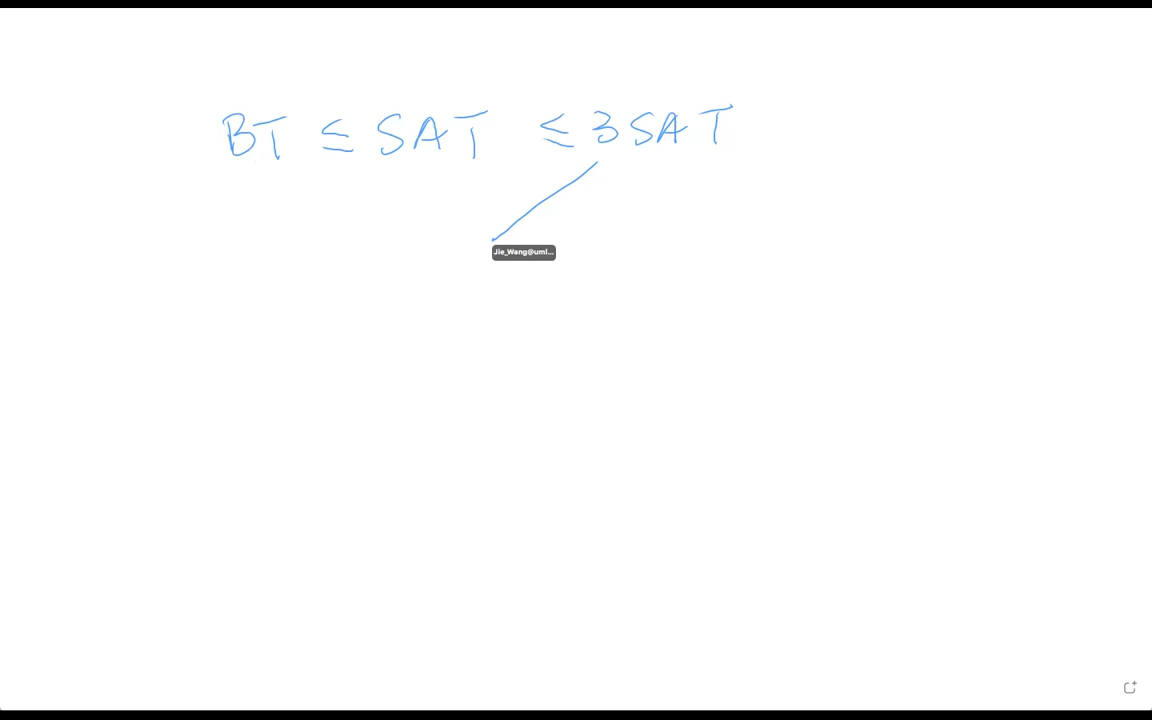 BT ≤ SAT ≤ 3SAT
Jie_Wang@uml...